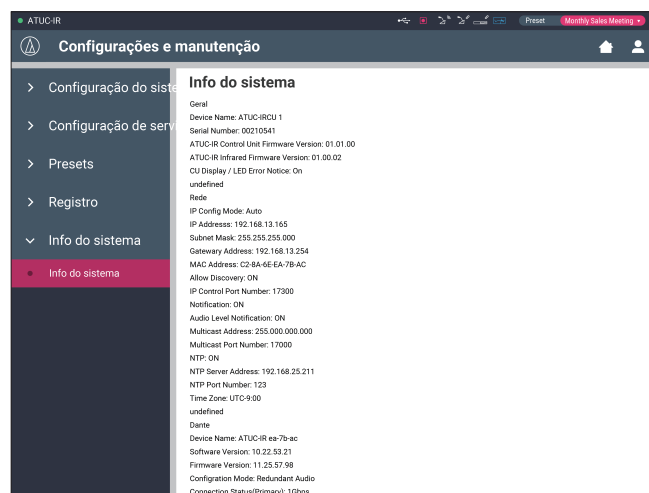 ATUC-IR
Preset
Monthly Sales Meeting
Configurações e manutenção
Configuração do siste
Configuração de servi
Presets
Registro
Info do sistema
Info do sistema
Info do sistema
Geral
Device Name: ATUC-IRCU 1
Serial Number: 00210541
ATUC-IR Control Unit Firmware Version: 01.01.00
ATUC-IR Infrared Firmware Version: 01.00.02
CU Display / LED Error Notice: On
undefined
Rede
IP Config Mode: Auto
IP Addresss: 192.168.13.165
Subnet Mask: 255.255.255.000
Gatewary Address: 192.168.13.254
MAC Address: C2-8A-6E-EA-7B-AC
Allow Discovery: ON
IP Control Port Number: 17300
Notification: ON
Audio Level Notification: ON
Multicast Address: 255.000.000.000
Multicast Port Number: 17000
NTP: ON
NTP Server Address: 192.168.25.211
NTP Port Number: 123
Time Zone: UTC-9:00
undefined
Dante
Device Name: ATUC-IR ea-7b-ac
Software Version: 10.22.53.21
Firmware Version: 11.25.57.98
Configration Mode: Redundant Audio
Connection Status(Primary): 1Gbps